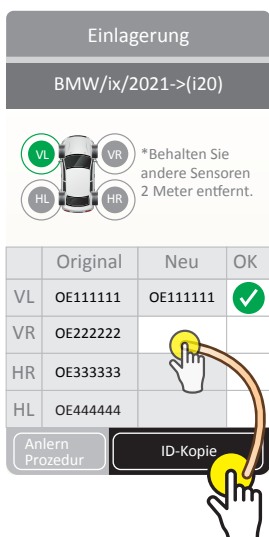 Einlagerung
BMW/ix/2021->(i20)
VL VR *Behalten Sie
andere Sensoren
HL HR 2 Meter entfernt.
Original Neu OK
VL OE111111 OE111111
VR OE222222
HR OE333333
HL OE444444
Anlern
Prozedur
ID-Kopie